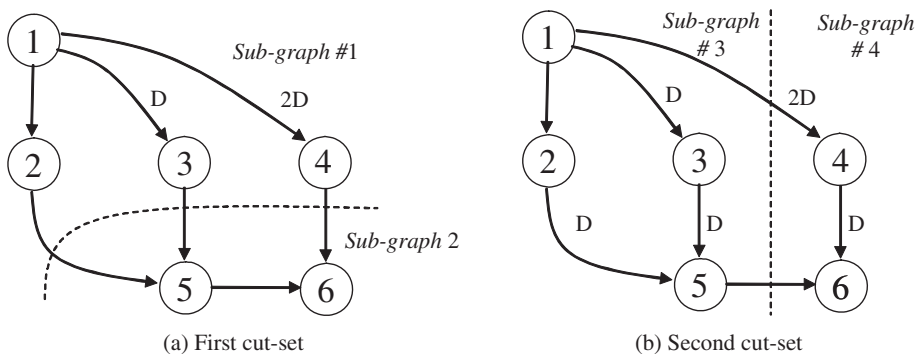 1
Sub-graph #1
D
2D
2
3
4
Sub-graph 2
5
6
(a) First cut-set
1
Sub-graph
# 3
Sub-graph
# 4
D
2D
2
3
4
D
D
D
5
6
(b) Second cut-set